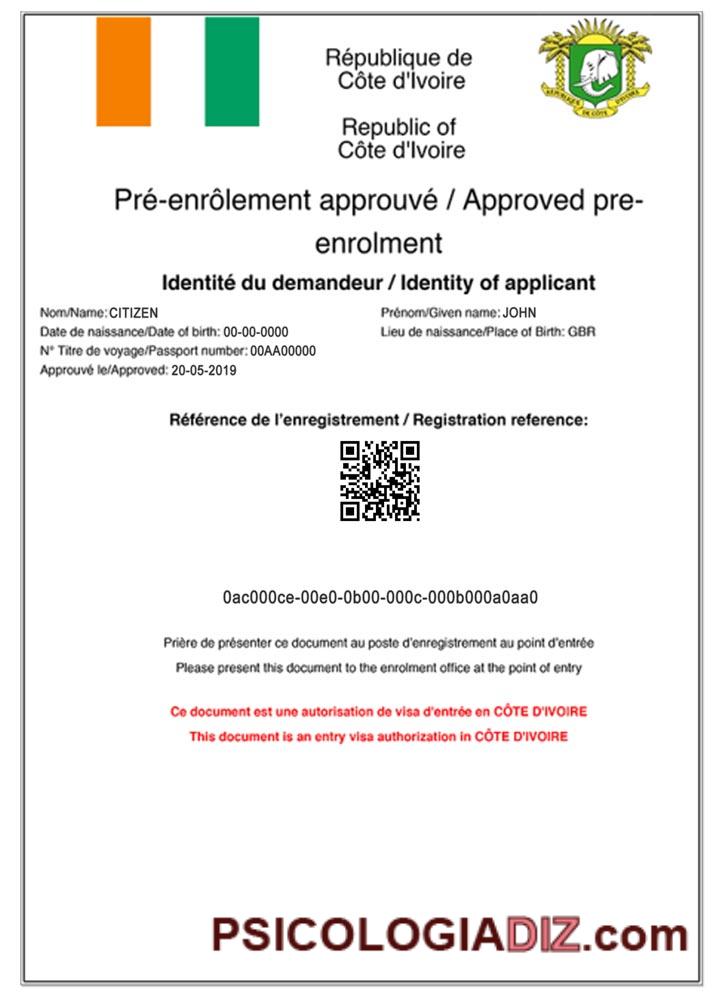 République de
Côte d'Ivoire
REPUBLIQUE DE CÔTE D'IVOIRE
Republic of
Côte d'Ivoire
Pré-enrôlement approuvé / Approved pre-
enrolment
Identité du demandeur / Identity of applicant
Nom/Name: CITIZEN Prénom/Given name: JOHN
Date de naissance/Date of birth: 00-00-0000 Lieu de naissance/Place of Birth: GBR
N° Titre de voyage/Passport number: 00AA00000
Approuvé le/Approved: 20-05-2019
Référence de l'enregistrement / Registration reference:
0ac000ce-00e0-0b00-000c-000b000a0aa0
Prière de présenter ce document au poste d'enregistrement au point d'entrée
Please present this document to the enrolment office at the point of entry
Ce document est une autorisation de visa d'entrée en CÔTE D'IVOIRE
This document is an entry visa authorization in CÔTE D'IVOIRE
PSICOLOGIADIZ.com